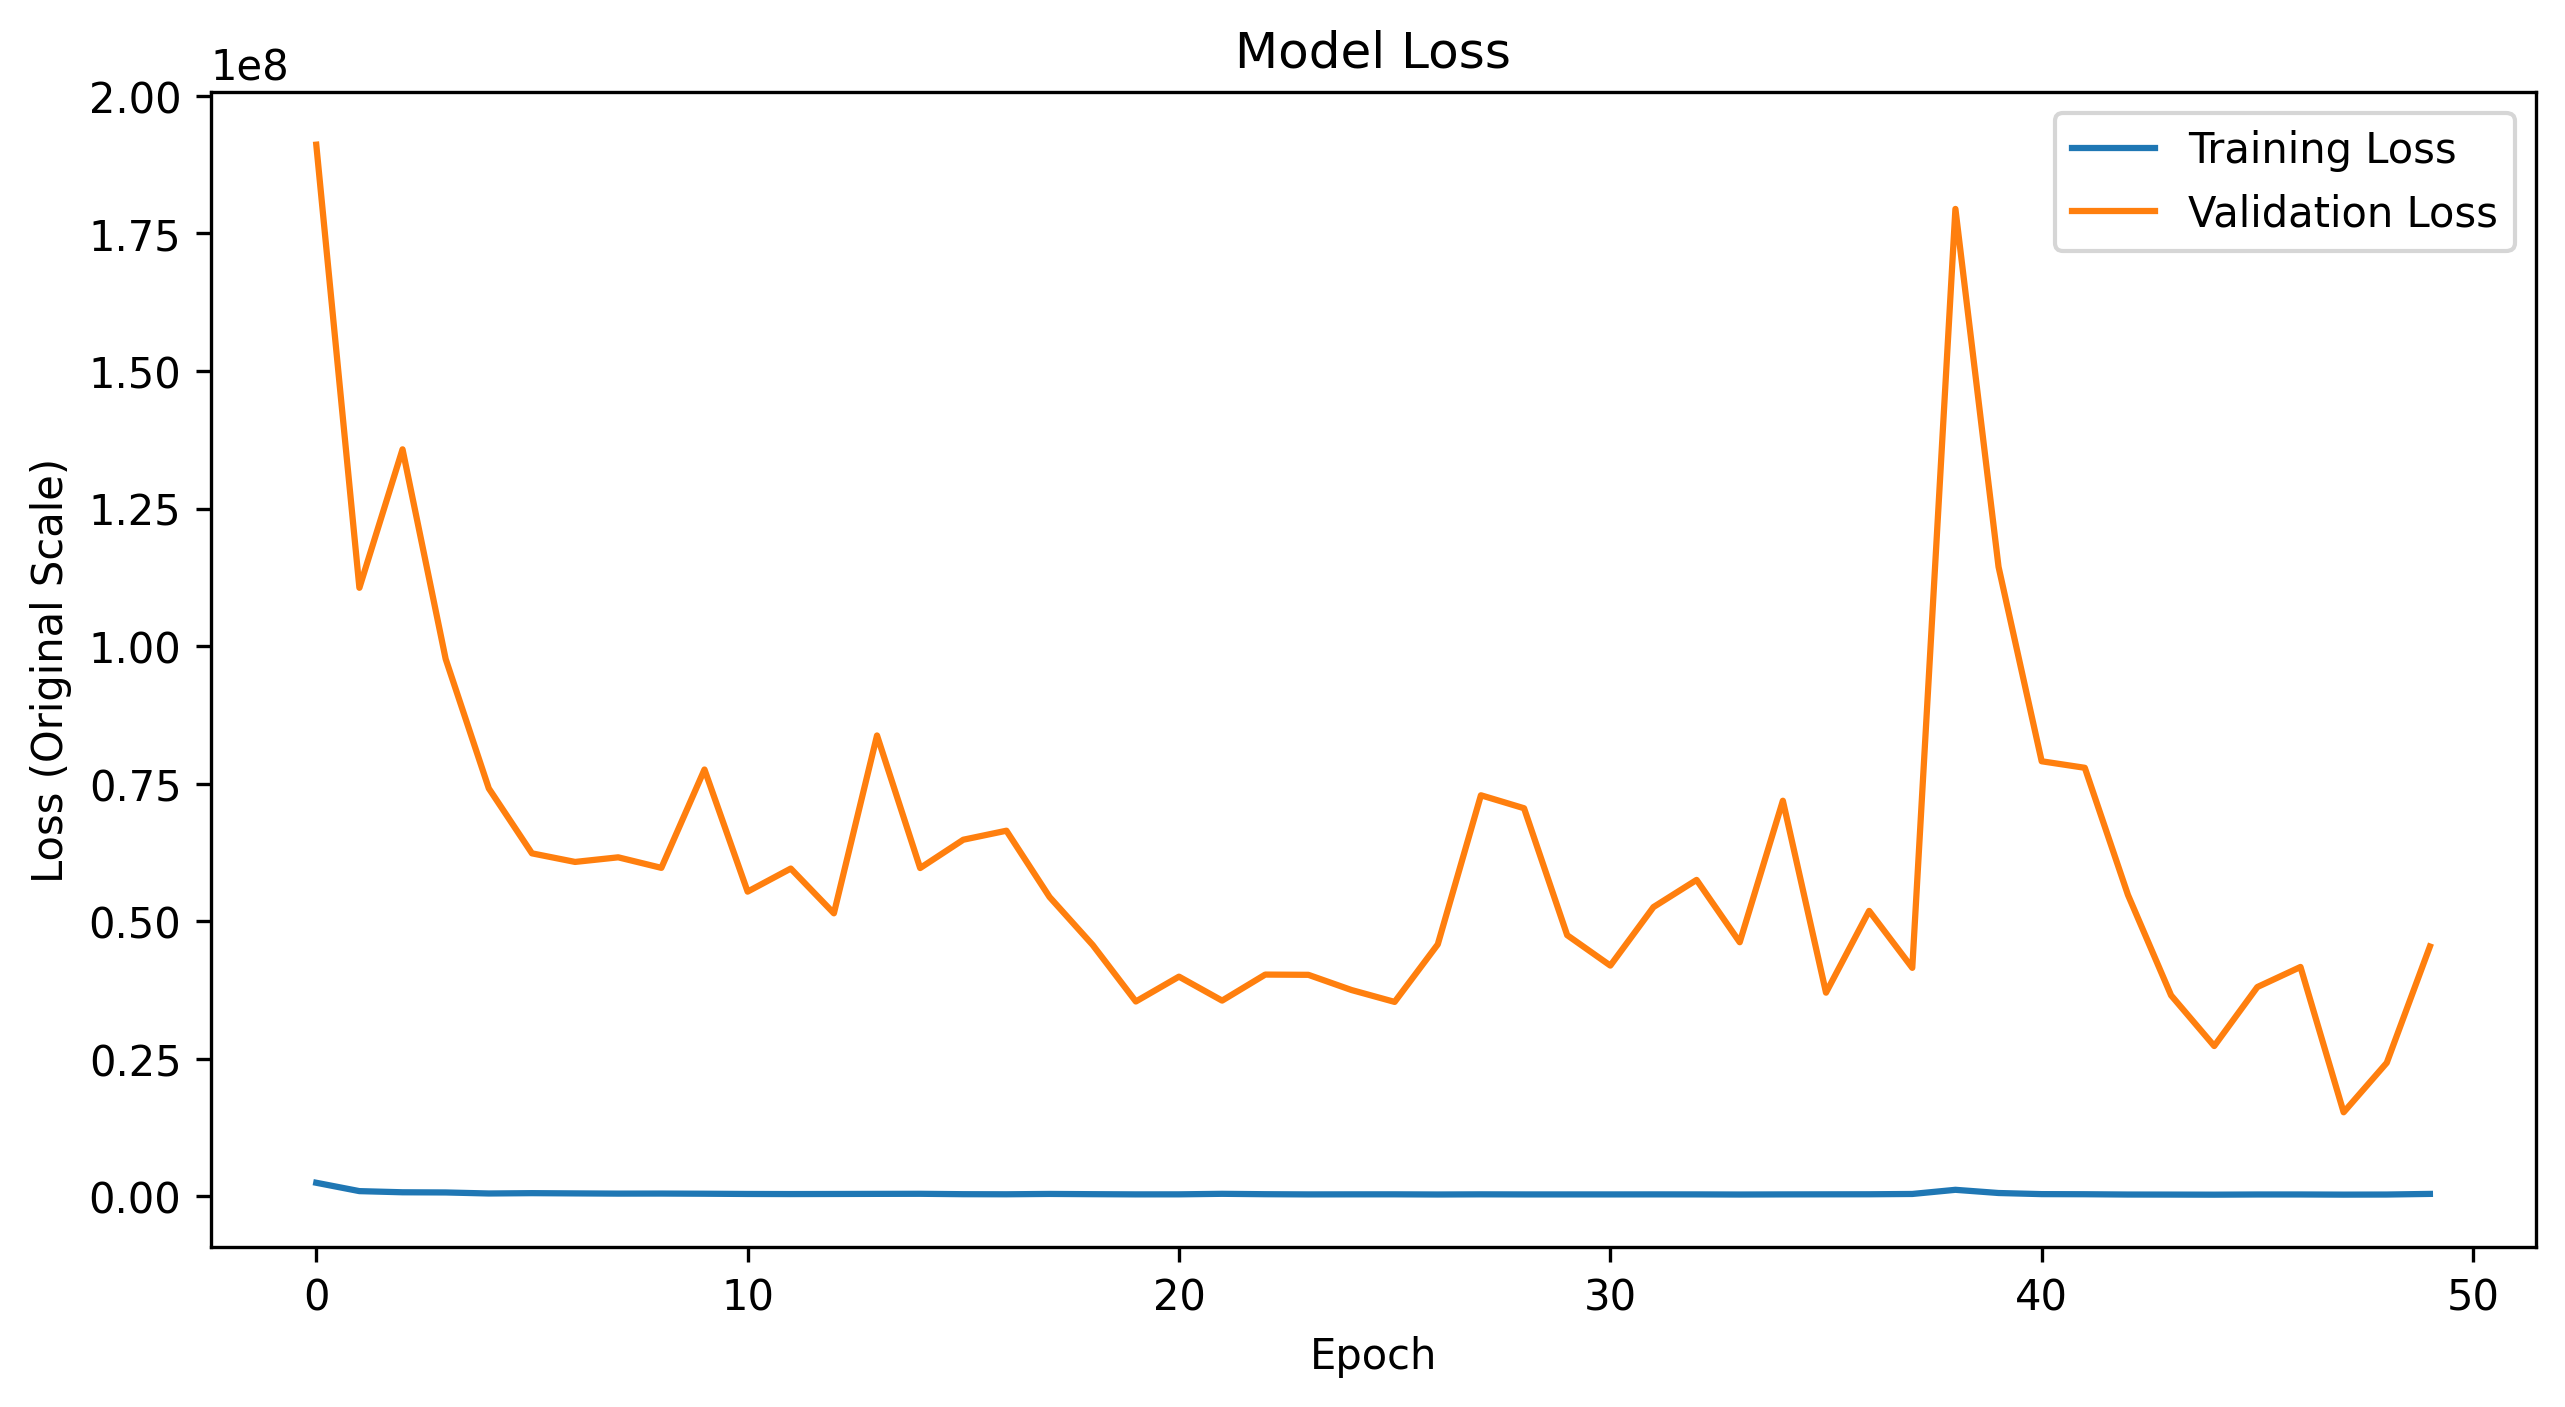 Model Loss
1e8
2.00
1.75
1.50
1.25
1.00
0.75
0.50
0.25
0.00
Loss (Original Scale)
Training Loss
Validation Loss
0 10 20 30 40 50
Epoch